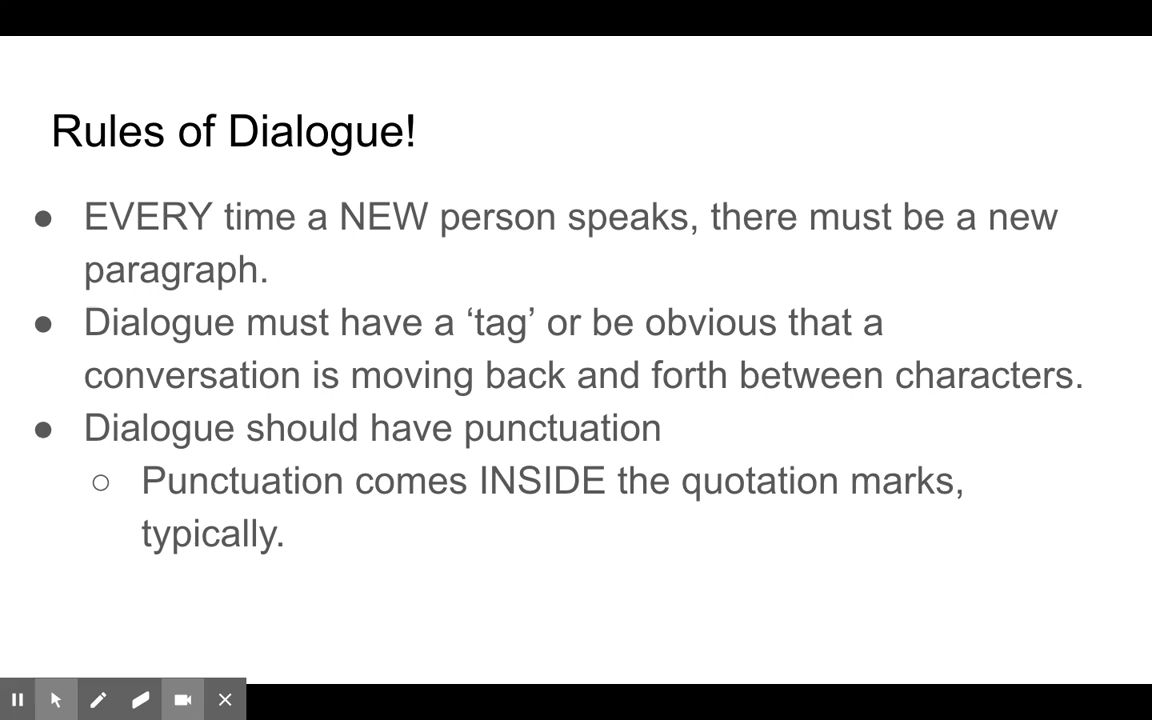 Rules of Dialogue!
● EVERY time a NEW person speaks, there must be a new
paragraph.
● Dialogue must have a ‘tag’ or be obvious that a
conversation is moving back and forth between characters.
● Dialogue should have punctuation
○ Punctuation comes INSIDE the quotation marks,
typically.